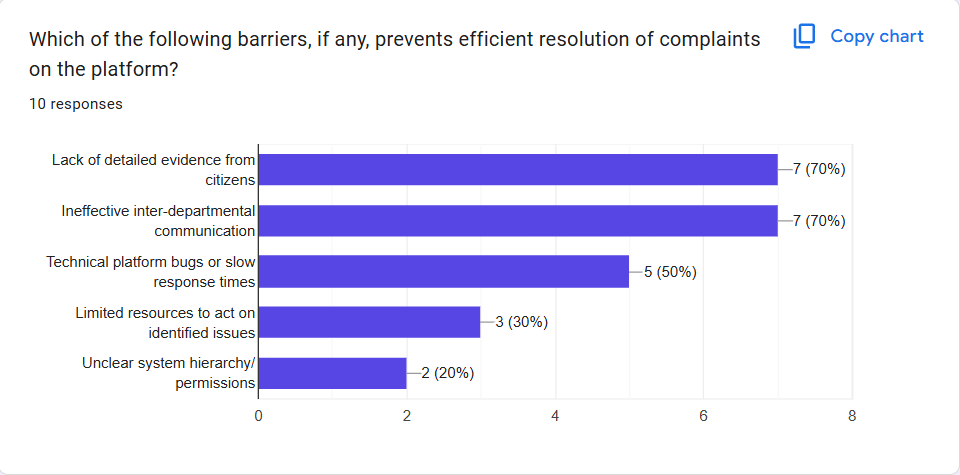 Which of the following barriers, if any, prevents efficient resolution of complaints
on the platform?
Copy chart
10 responses
Lack of detailed evidence from
citizens
7 (70%)
Ineffective inter-departmental
communication
7 (70%)
Technical platform bugs or slow
response times
5 (50%)
Limited resources to act on
identified issues
3 (30%)
Unclear system hierarchy/
permissions
2 (20%)
0 2 4 6 8